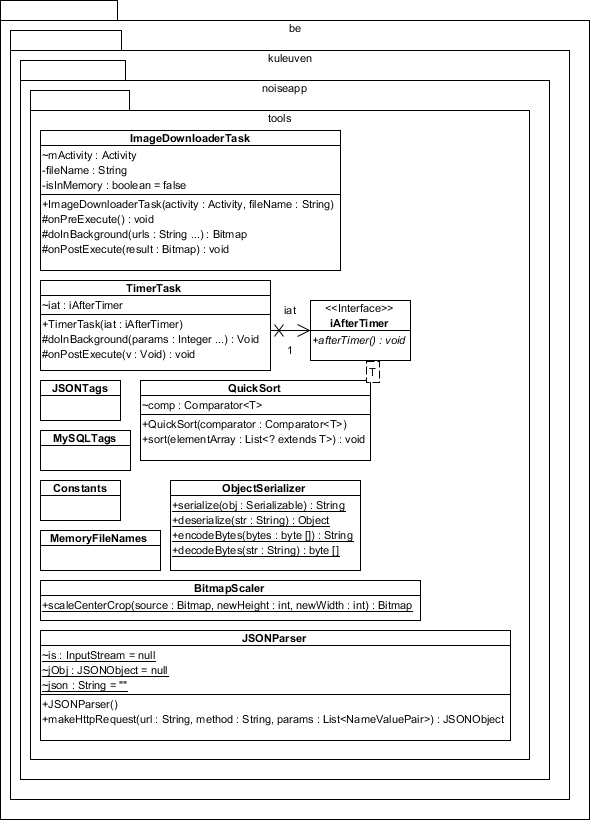 be
kuleuven
noiseapp
tools
ImageDownloaderTask
~mActivity : Activity
-fileName : String
-isInMemory : boolean = false
+ImageDownloaderTask(activity : Activity, fileName : String)
#onPreExecute() : void
#doInBackground(urls : String ...) : Bitmap
#onPostExecute(result : Bitmap) : void
TimerTask
~iat : iAfterTimer
+TimerTask(iat : iAfterTimer)
#doInBackground(params : Integer ...) : Void
#onPostExecute(v : Void) : void
iat
1
<<Interface>>
iAfterTimer
+afterTimer() : void
JSONTags
T
QuickSort
~comp : Comparator<T>
+QuickSort(comparator : Comparator<T>)
+sort(elementArray : List<? extends T>) : void
MySQLTags
Constants
ObjectSerializer
+serialize(obj : Serializable) : String
+deserialize(str : String) : Object
+encodeBytes(bytes : byte []) : String
+decodeBytes(str : String) : byte []
MemoryFileNames
BitmapScaler
+scaleCenterCrop(source : Bitmap, newHeight : int, newWidth : int) : Bitmap
JSONParser
~is : InputStream = null
~jObj : JSONObject = null
~json : String = ""
+JSONParser()
+makeHttpRequest(url : String, method : String, params : List<NameValuePair>) : JSONObject